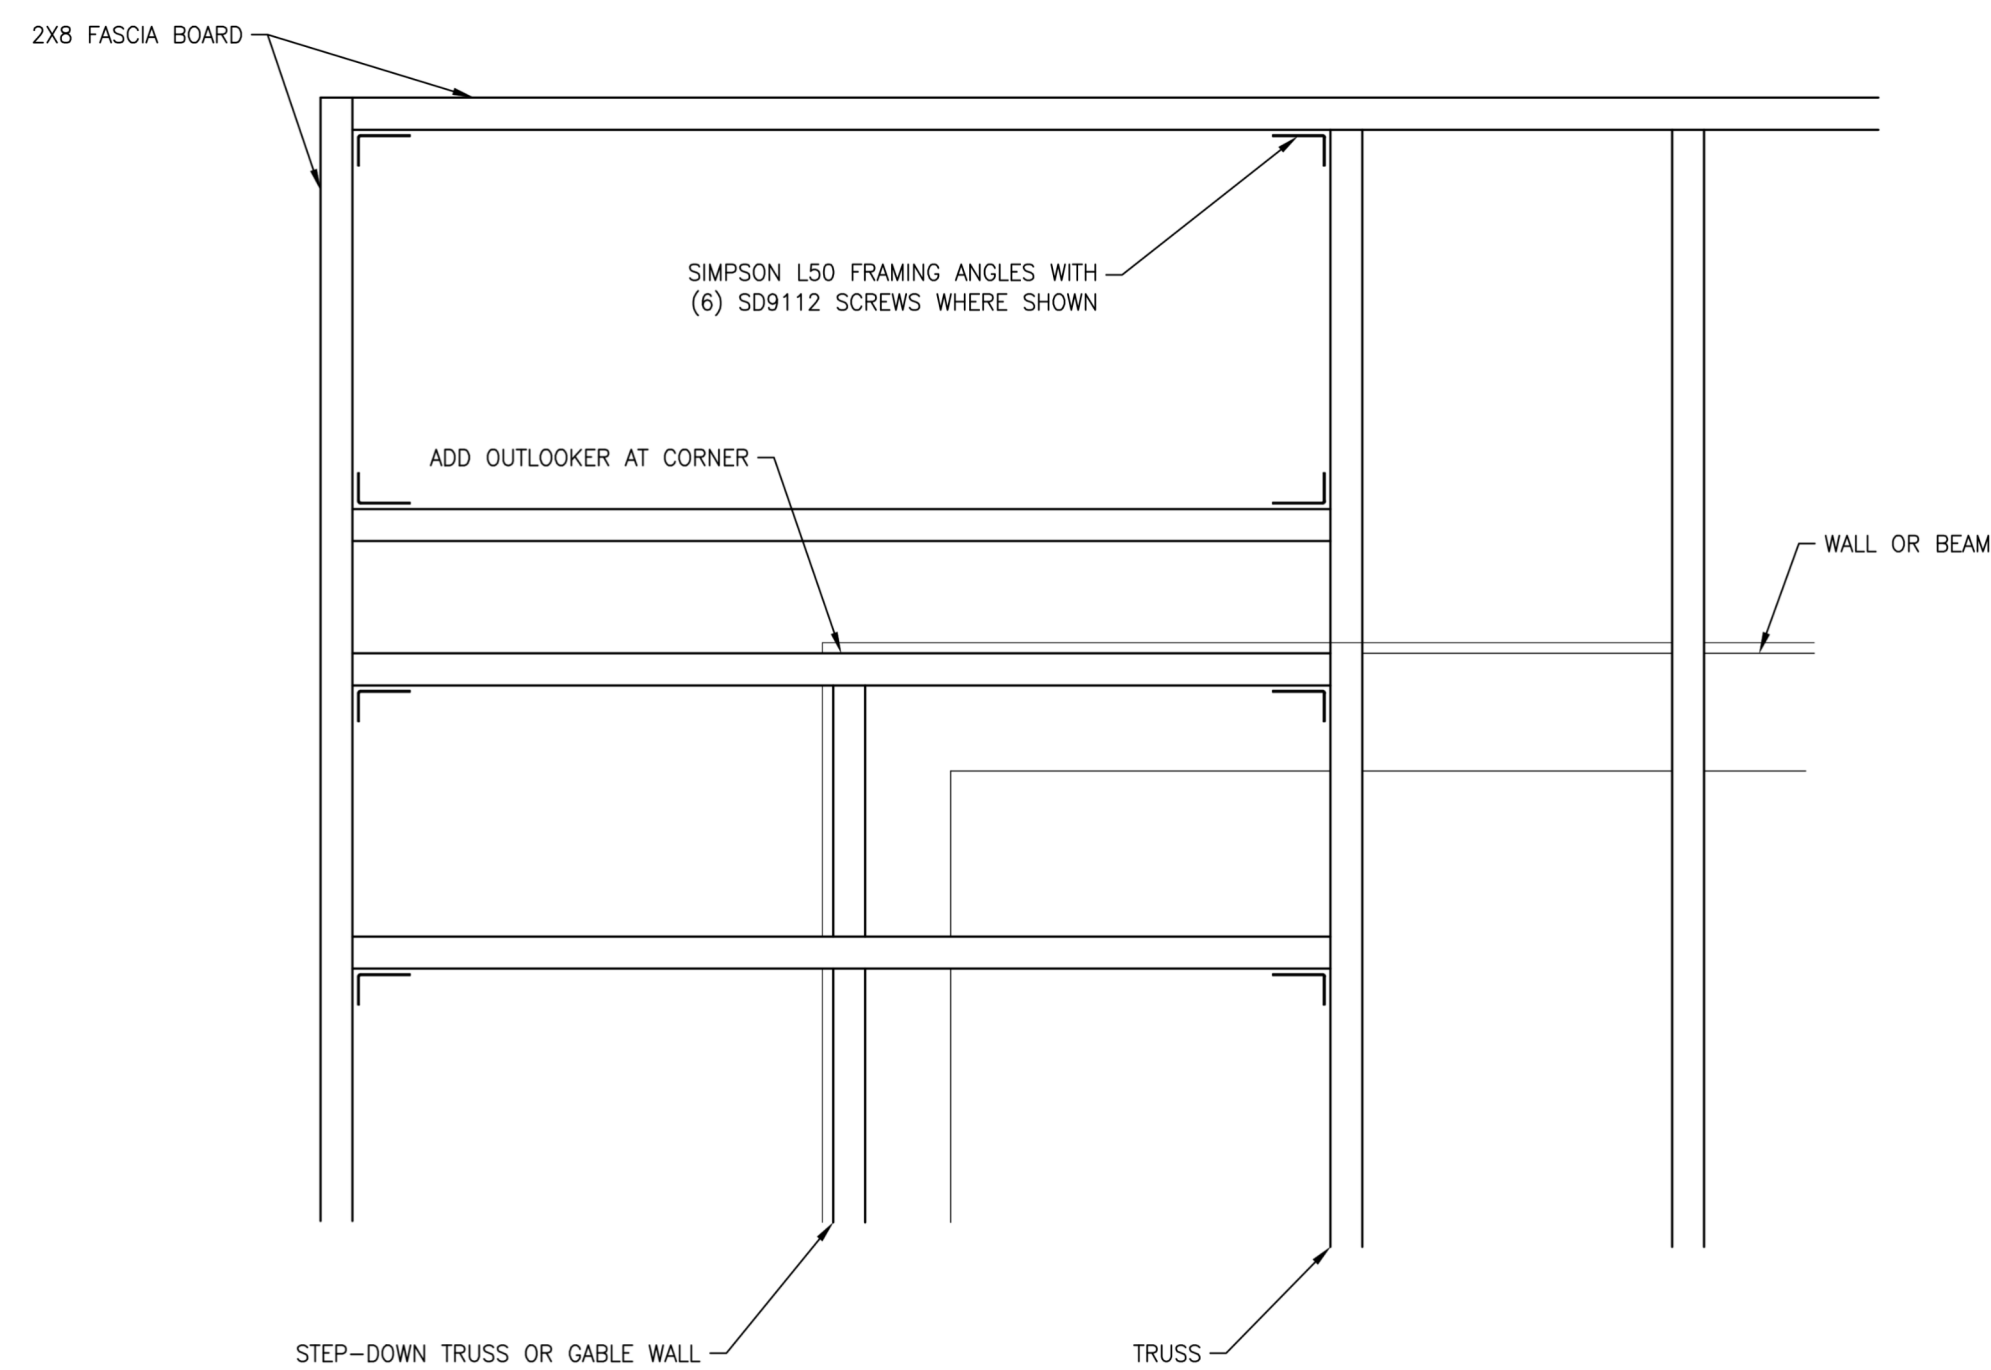 2X8 FASCIA BOARD
SIMPSON L50 FRAMING ANGLES WITH
(6) SD9112 SCREWS WHERE SHOWN
ADD OUTLOOKER AT CORNER
WALL OR BEAM
STEP-DOWN TRUSS OR GABLE WALL
TRUSS